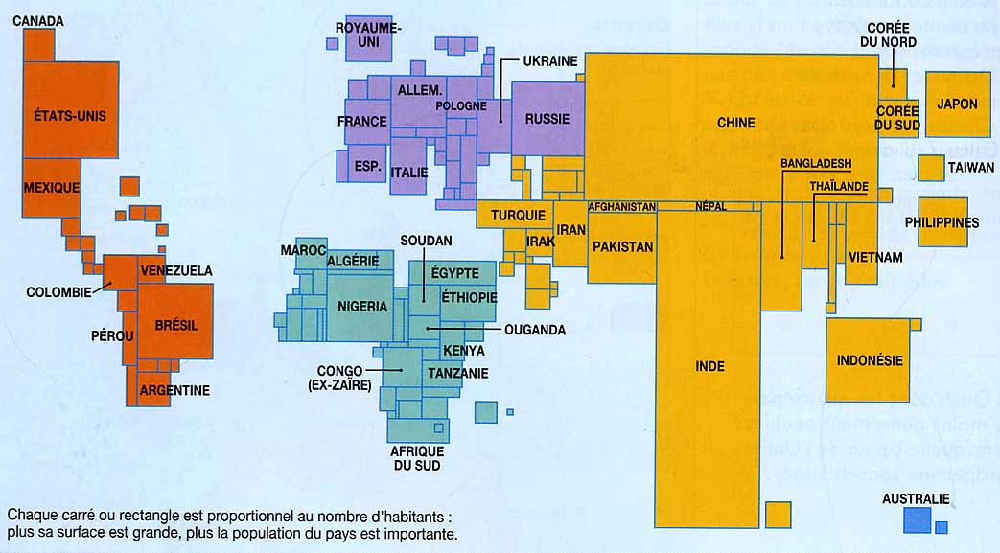 CANADA
ÉTATS-UNIS
MEXIQUE
COLOMBIE
VENEZUELA
PÉROU
BRÉSIL
ARGENTINE
ROYAUME-
UNI
UKRAINE
ALLEM.
POLOGNE
FRANCE
RUSSIE
ESP.
ITALIE
CORÉE
DU NORD
CHINE
CORÉE
DU SUD
JAPON
BANGLADESH
TAIWAN
THAÏLANDE
TURQUIE
AFGHANISTAN
NÉPAL
PHILIPPINES
IRAK
IRAN
PAKISTAN
VIETNAM
INDE
INDONÉSIE
MAROC
ALGÉRIE
SOUDAN
ÉGYPTE
NIGERIA
ÉTHIOPIE
OUGANDA
KENYA
CONGO
(EX-ZAÏRE)
TANZANIE
AFRIQUE
DU SUD
AUSTRALIE
Chaque carré ou rectangle est proportionnel au nombre d'habitants :
plus sa surface est grande, plus la population du pays est importante.